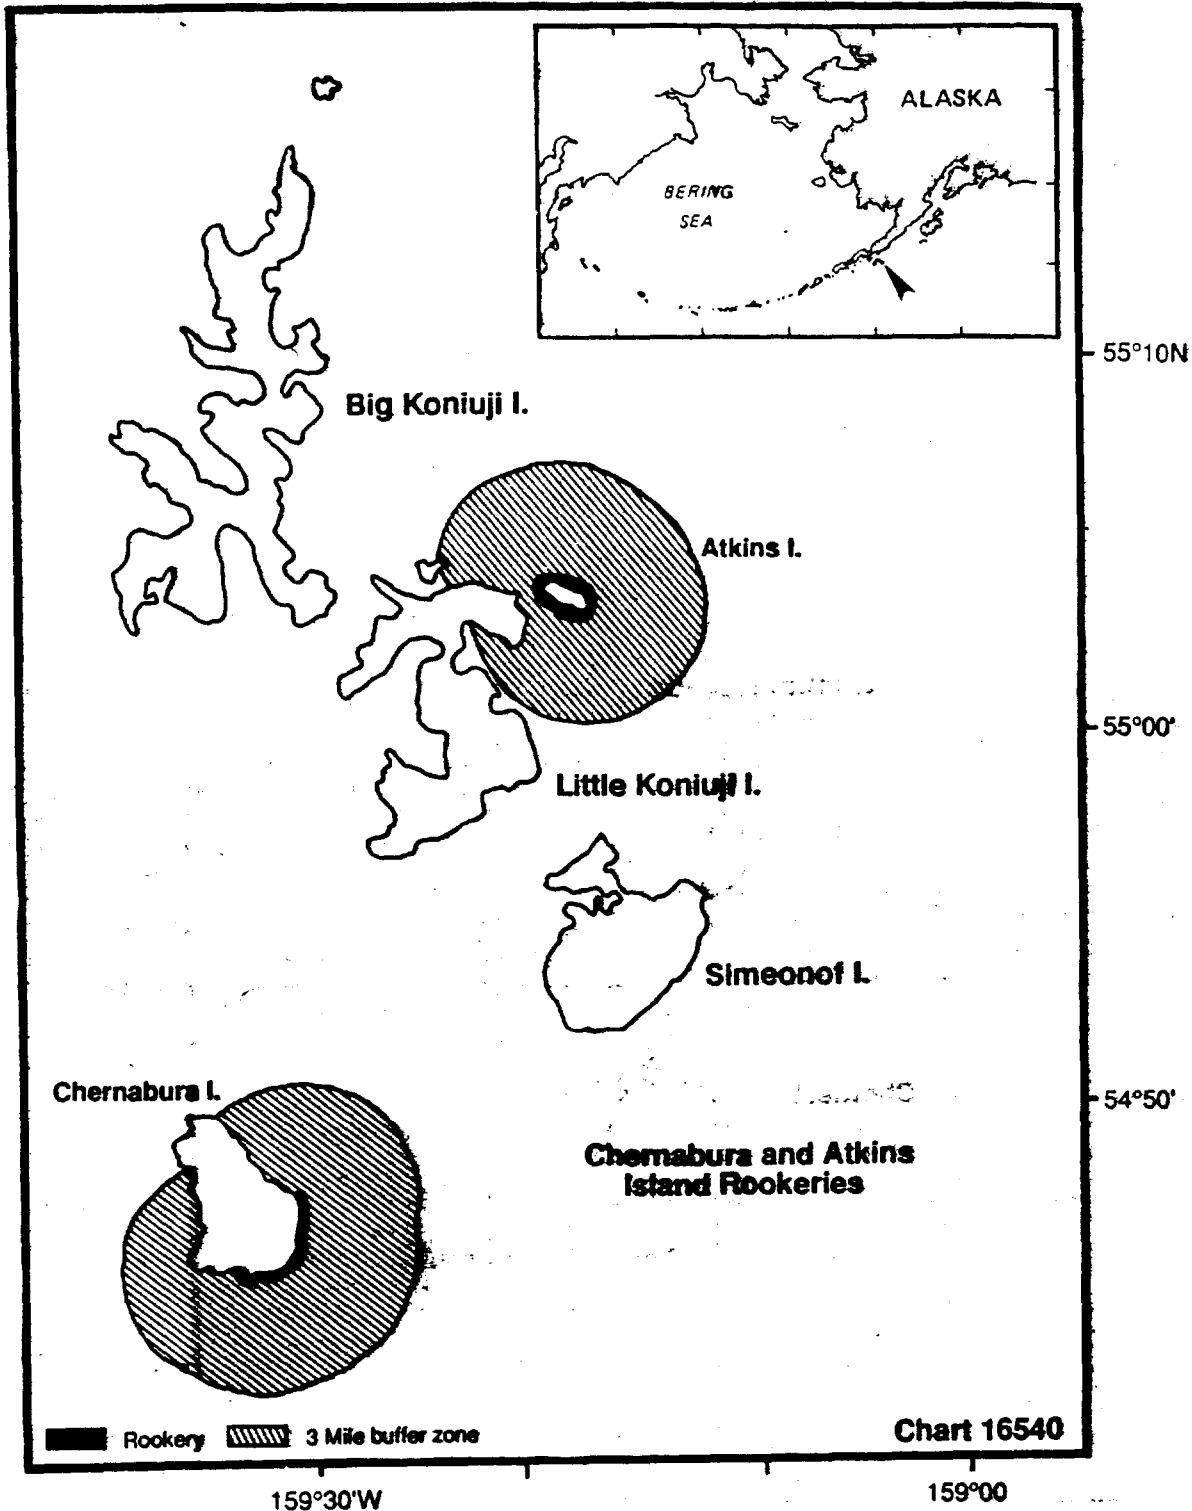 ALASKA
BERING
SEA
55°10N
Big Koniuji I.
Atkins I.
55°00'
Little Koniuji I.
Simeonof I.
Chernabura I.
54°50'
Chernabura and Atkins
Island Rookeries
Rookery 3 Mile buffer zone
Chart 16540
159°30'W
159°00